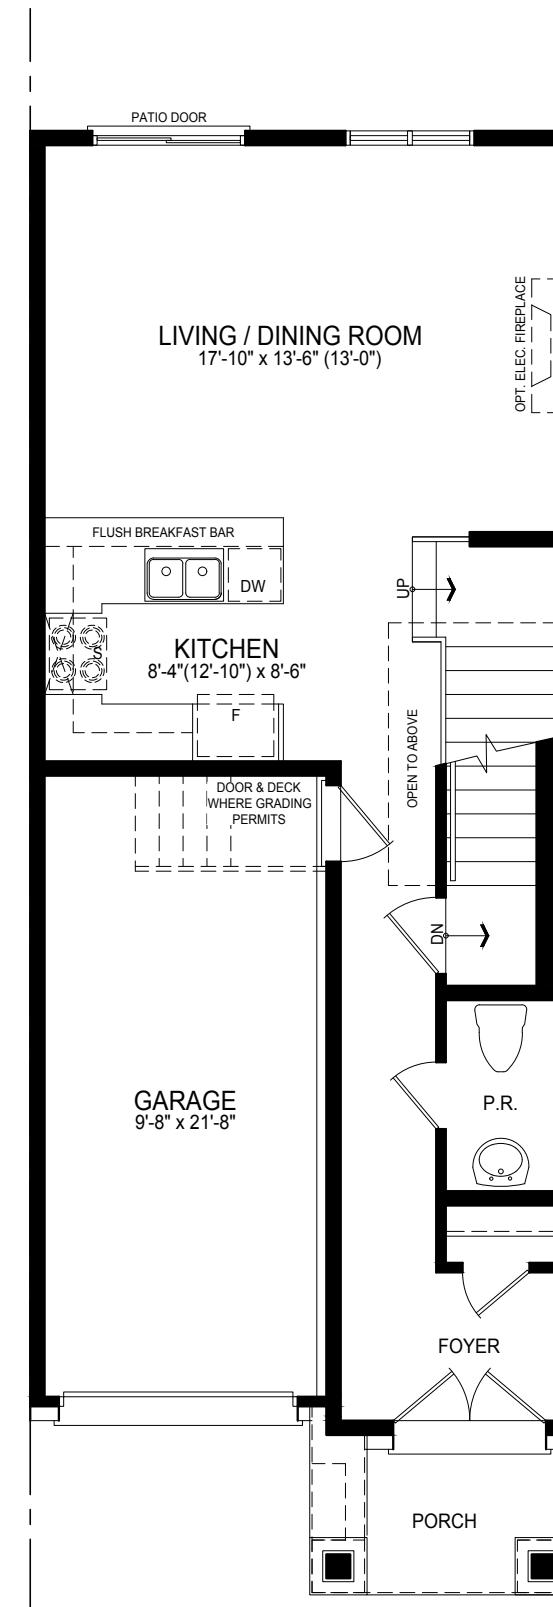 PATIO DOOR
OPT. ELEC. FIREPLACE
LIVING / DINING ROOM
17'-10" x 13'-6" (13'-0")
FLUSH BREAKFAST BAR
DW
UP
S
KITCHEN
8'-4"(12'-10") x 8'-6"
F
OPEN TO ABOVE
DOOR & DECK
WHERE GRADING
PERMITS
DN
GARAGE
9'-8" x 21'-8"
P.R.
FOYER
PORCH